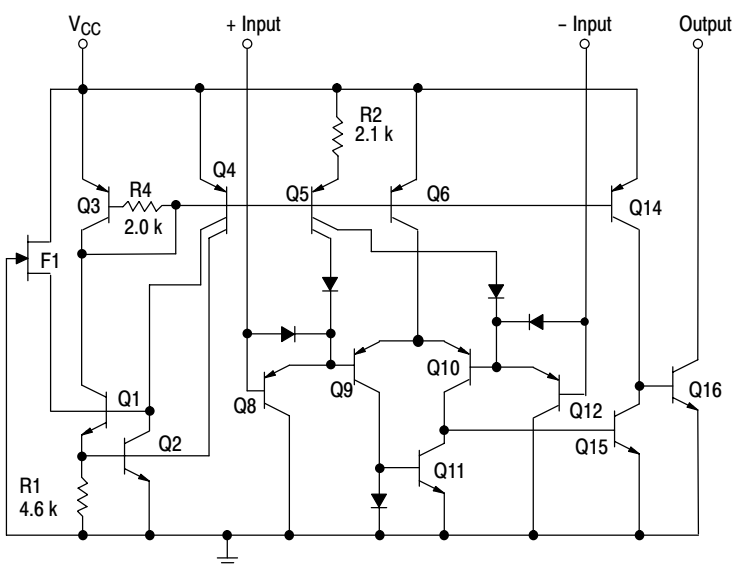 VCC
+ Input
– Input
Output
R2
2.1 k
Q4
Q3
R4
2.0 k
Q5
Q6
Q14
F1
Q1
Q2
Q8
Q9
Q10
Q12
Q16
Q15
Q11
R1
4.6 k